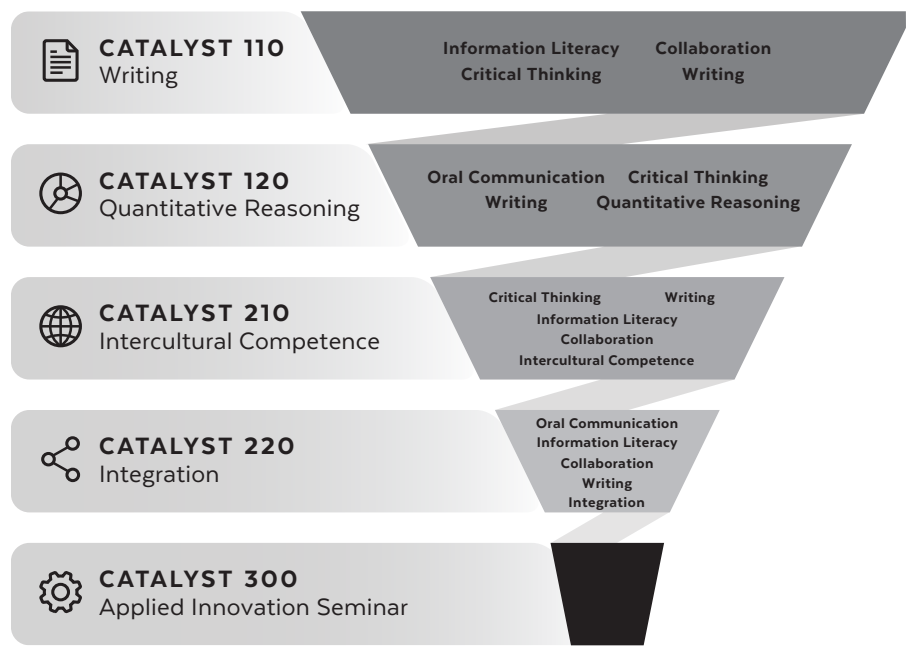 CATALYST 110
Writing
Information Literacy Collaboration
Critical Thinking Writing
CATALYST 120
Quantitative Reasoning
Oral Communication Critical Thinking
Writing Quantitative Reasoning
CATALYST 210
Intercultural Competence
Critical Thinking Writing
Information Literacy
Collaboration
Intercultural Competence
CATALYST 220
Integration
Oral Communication
Information Literacy
Collaboration
Writing
Integration
CATALYST 300
Applied Innovation Seminar